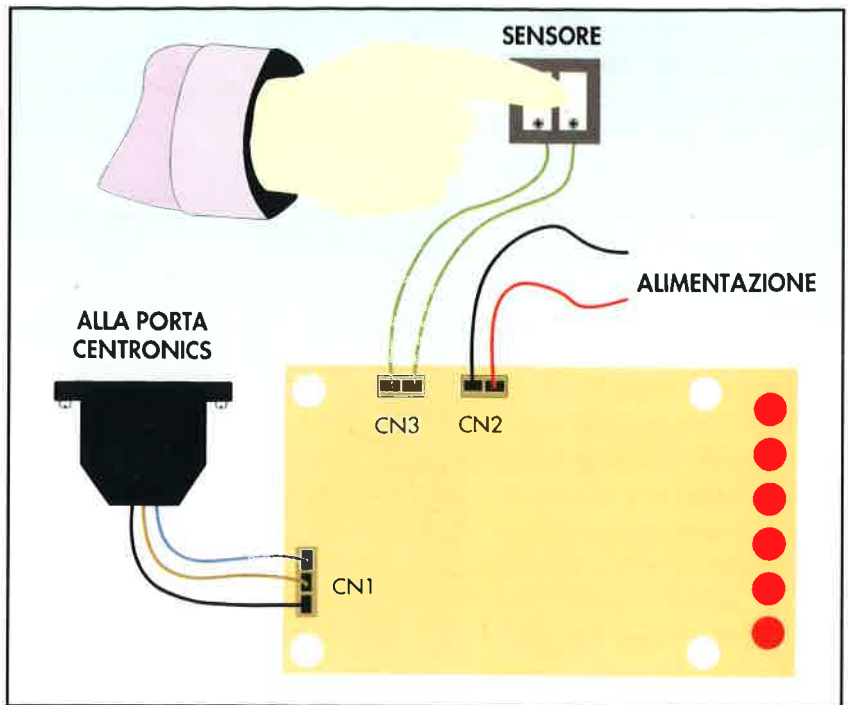 SENSORE
ALIMENTAZIONE
ALLA PORTA
CENTRONICS
CN3
CN2
CN1